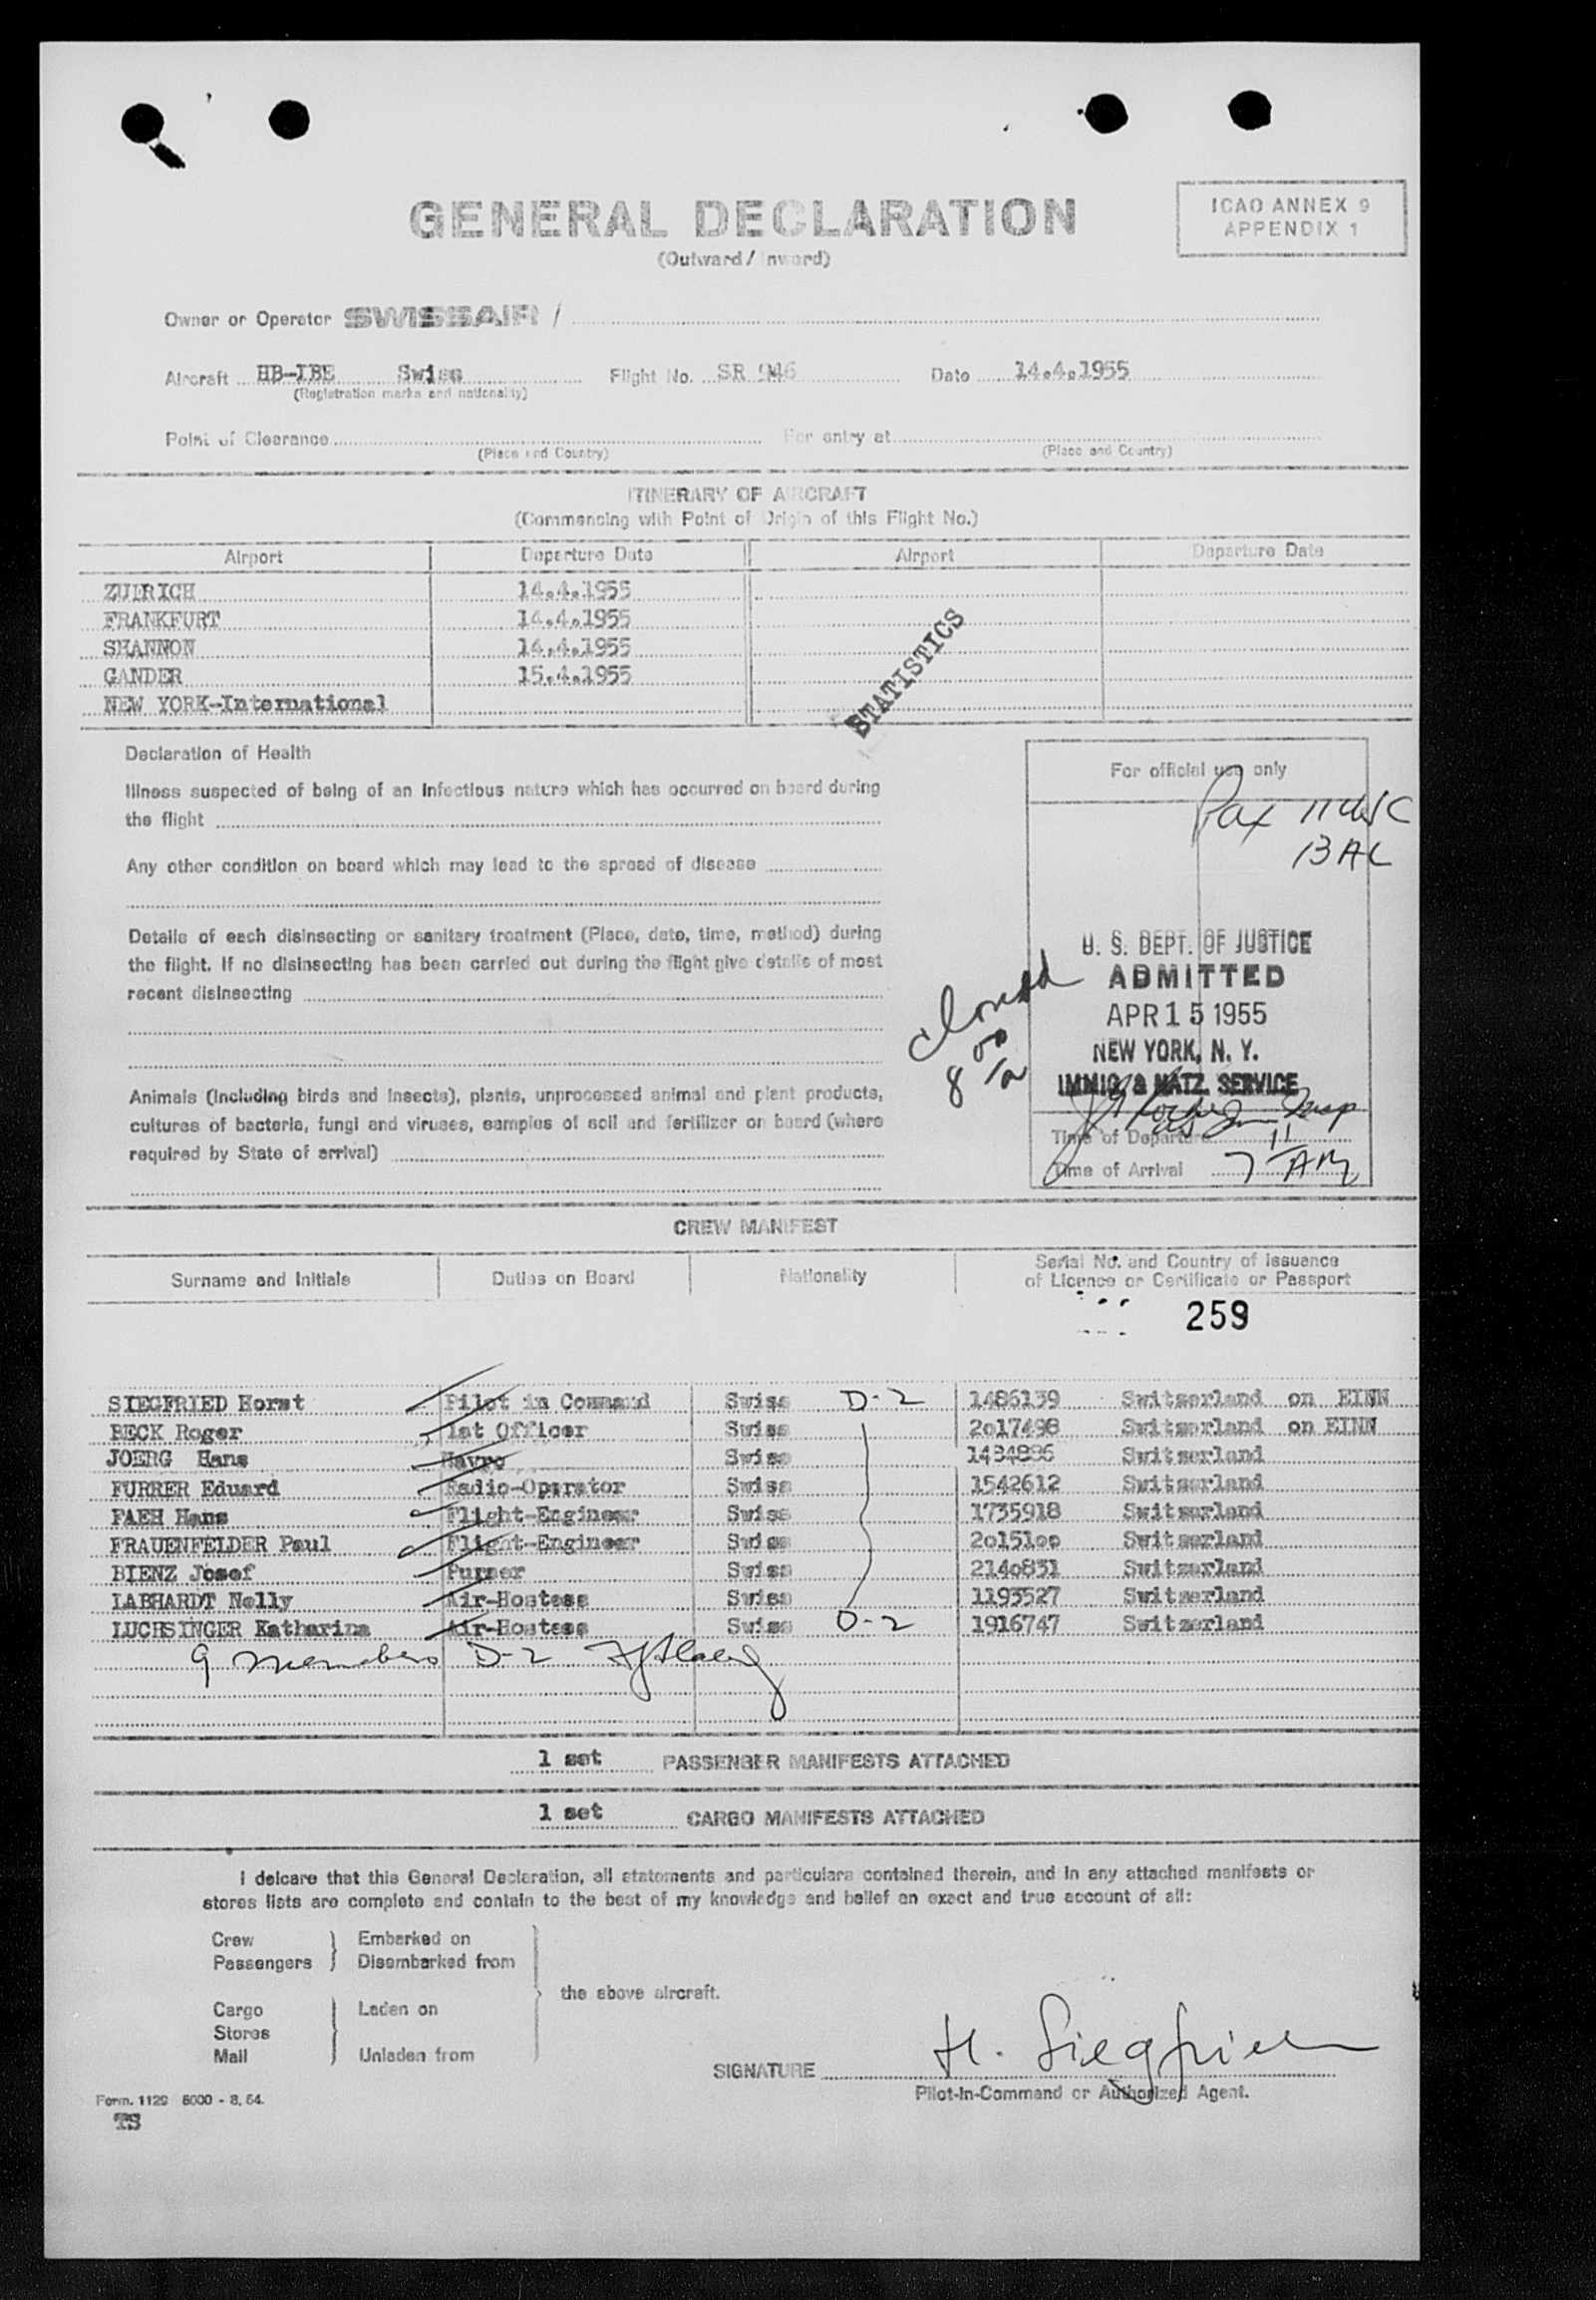 GENERAL DECLARATION
(Outward / Inward)
ICAO ANNEX 9
APPENDIX 1
Owner or Operator SWISSAIR /
Aircraft HB-IBE Swiss Flight No. SR 946 Date 14.4.1955
(Registration marks and nationality)
Point of Clearance For entry at
(Place and Country) (Place and Country)
ITINERARY OF AIRCRAFT
(Commencing with Point of Origin of this Flight No.)
Airport Departure Date Airport Departure Date
ZUERICH 14.4.1955
FRANKFURT 14.4.1955
SHANNON 14.4.1955
GANDER 15.4.1955
NEW YORK-International
STATISTICS
Declaration of Health
Illness suspected of being of an infectious nature which has occurred on board during
the flight
Any other condition on board which may lead to the spread of disease
Details of each disinsecting or sanitary treatment (Place, date, time, method) during
the flight. If no disinsecting has been carried out during the flight give details of most
recent disinsecting
Animals (including birds and insects), plants, unprocessed animal and plant products,
cultures of bacteria, fungi and viruses, samples of soil and fertilizer on board (where
required by State of arrival)
For official use only
Pax 11 USC
13 AL
U. S. DEPT. OF JUSTICE
ADMITTED
APR 15 1955
NEW YORK, N. Y.
IMMIG. & NATZ. SERVICE
Insp
Time of Departure
Time of Arrival 7 11 AM
8 00
CREW MANIFEST
Surname and Initials Duties on Board Nationality Serial No. and Country of Issuance
of Licence or Certificate or Passport
259
SIEGFRIED Horst Pilot in Command Swiss D-2 1486139 Switzerland on EINN
BECK Roger 1st Officer Swiss 2o17498 Switzerland on EINN
JOERG Hans Swiss Switzerland
FURRER Eduard Radio-Operator Swiss 1542612 Switzerland
FAEH Hans Flight-Engineer Swiss 1735918 Switzerland
FRAUENFELDER Paul Flight-Engineer Swiss 2o151oo Switzerland
BIENZ Josef Purser Swiss 214o831 Switzerland
LABHARDT Nelly Air-Hostess Swiss 1193527 Switzerland
LUCHSINGER Katharina Air-Hostess Swiss D-2 1916747 Switzerland
9 members D-2
1 set PASSENGER MANIFESTS ATTACHED
1 set CARGO MANIFESTS ATTACHED
I delcare that this General Declaration, all statements and particulars contained therein, and in any attached manifests or
stores lists are complete and contain to the best of my knowledge and belief an exact and true account of all:
Crew Embarked on
Passengers Disembarked from
the above aircraft.
Cargo Laden on
Stores
Mail Unladen from
SIGNATURE H. Siegfried
Pilot-in-Command or Authorized Agent.
Form. 1129 5000 - 8. 54.
TS